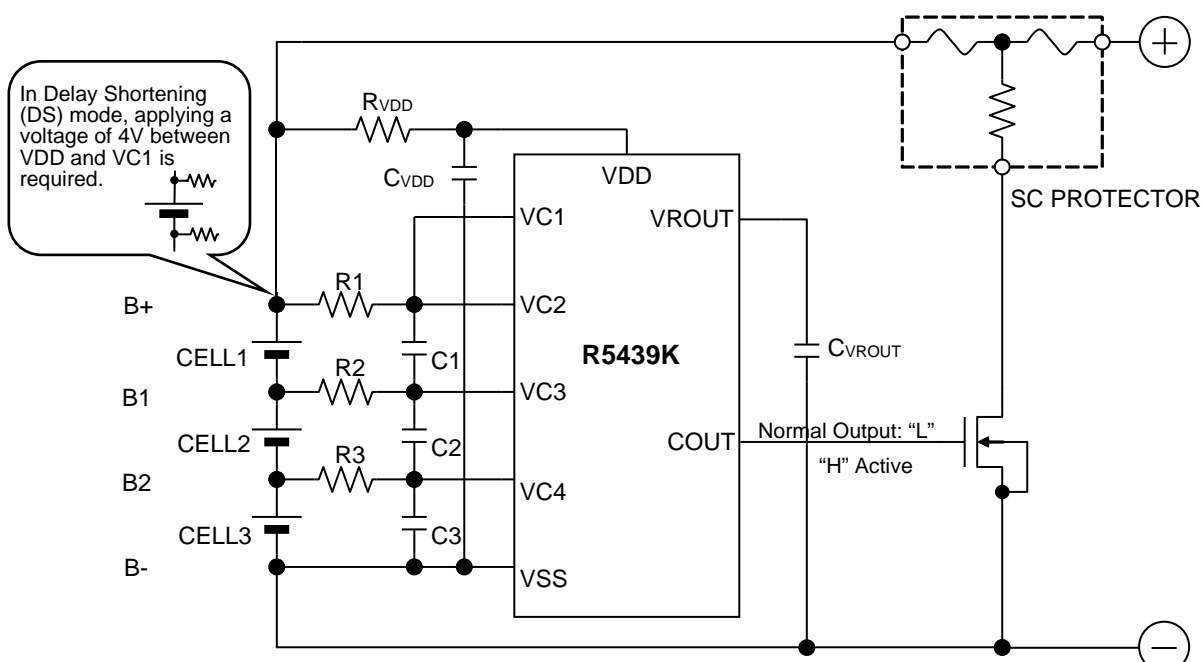 In Delay Shortening
(DS) mode, applying a
voltage of 4V between
VDD and VC1 is
required.
RVDD
CVDD
VDD
SC PROTECTOR
VC1
VROUT
B+
R1
VC2
CELL1
C1
R5439K
CVROUT
B1
R2
VC3
CELL2
C2
COUT
Normal Output: “L”
“H” Active
B2
R3
VC4
CELL3
C3
B-
VSS
+
−